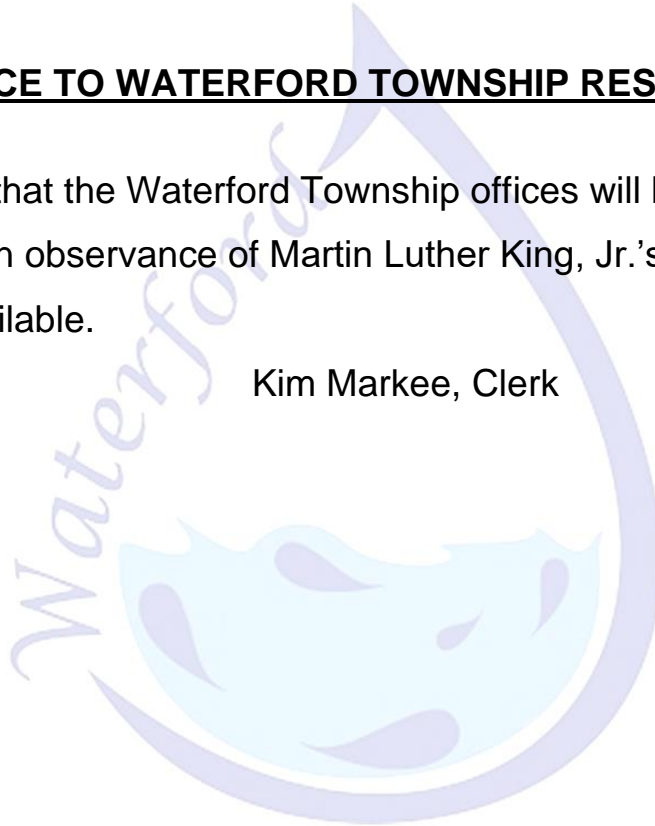 CE TO WATERFORD TOWNSHIP RES
that the Waterford Township offices will
n observance of Martin Luther King, Jr.’s
ilable.
Kim Markee, Clerk
Waterford